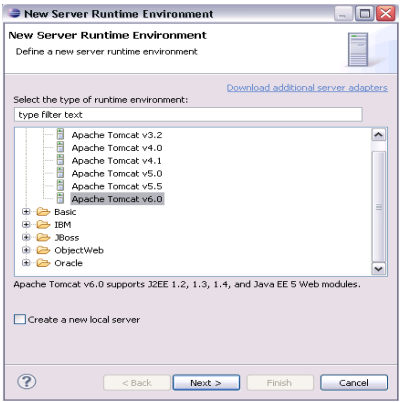 New Server Runtime Environment
New Server Runtime Environment
Define a new server runtime environment
Download additional server adapters
Select the type of runtime environment:
type filter text
Apache Tomcat v3.2
Apache Tomcat v4.0
Apache Tomcat v4.1
Apache Tomcat v5.0
Apache Tomcat v5.5
Apache Tomcat v6.0
Basic
IBM
JBoss
ObjectWeb
Oracle
Apache Tomcat v6.0 supports J2EE 1.2, 1.3, 1.4, and Java EE 5 Web modules.
Create a new local server
? < Back Next > Finish Cancel